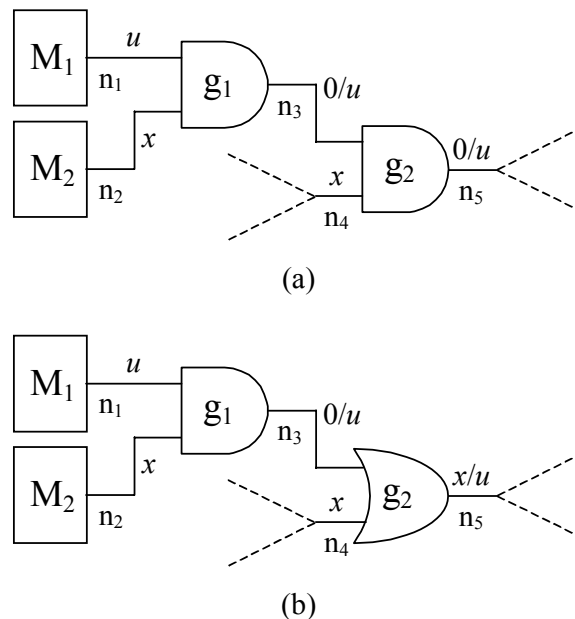 M1 u n1 g1 0/u n3
M2 x n2 x n4 g2 0/u n5
(a)
M1 u n1 g1 0/u n3
M2 x n2 x n4 g2 x/u n5
(b)